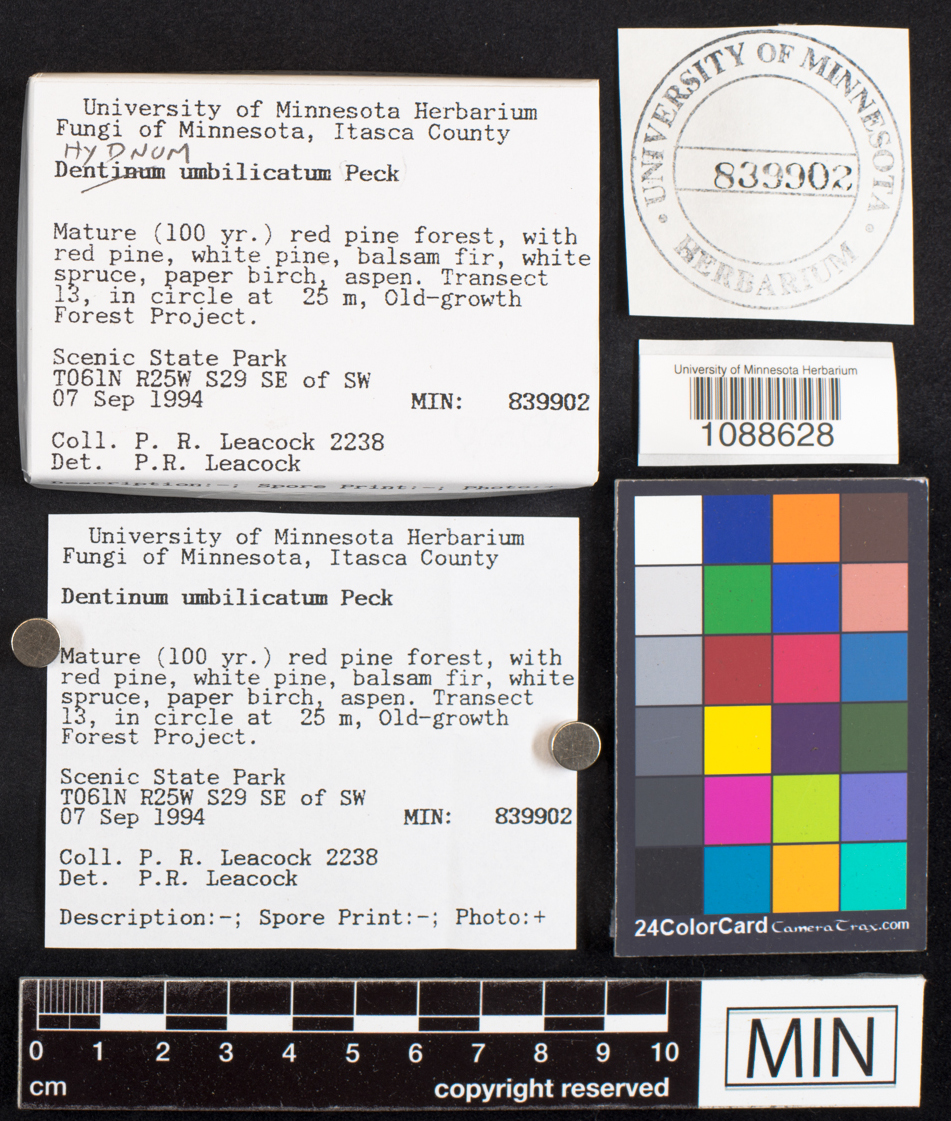 University of Minnesota Herbarium
Fungi of Minnesota, Itasca County
HYDNUM
Dentinum umbilicatum Peck
Mature (100 yr.) red pine forest, with
red pine, white pine, balsam fir, white
spruce, paper birch, aspen. Transect
13, in circle at 25 m, Old-growth
Forest Project.
Scenic State Park
T061N R25W S29 SE of SW
07 Sep 1994 MIN: 839902
Coll. P. R. Leacock 2238
Det. P.R. Leacock
Description:-; Spore Print:-; Photo:+
UNIVERSITY OF MINNESOTA
839902
HERBARIUM
University of Minnesota Herbarium
1088628
University of Minnesota Herbarium
Fungi of Minnesota, Itasca County
Dentinum umbilicatum Peck
Mature (100 yr.) red pine forest, with
red pine, white pine, balsam fir, white
spruce, paper birch, aspen. Transect
13, in circle at 25 m, Old-growth
Forest Project.
Scenic State Park
T061N R25W S29 SE of SW
07 Sep 1994 MIN: 839902
Coll. P. R. Leacock 2238
Det. P.R. Leacock
Description:-; Spore Print:-; Photo:+
24ColorCard CameraTrax.com
0 1 2 3 4 5 6 7 8 9 10
cm copyright reserved
MIN